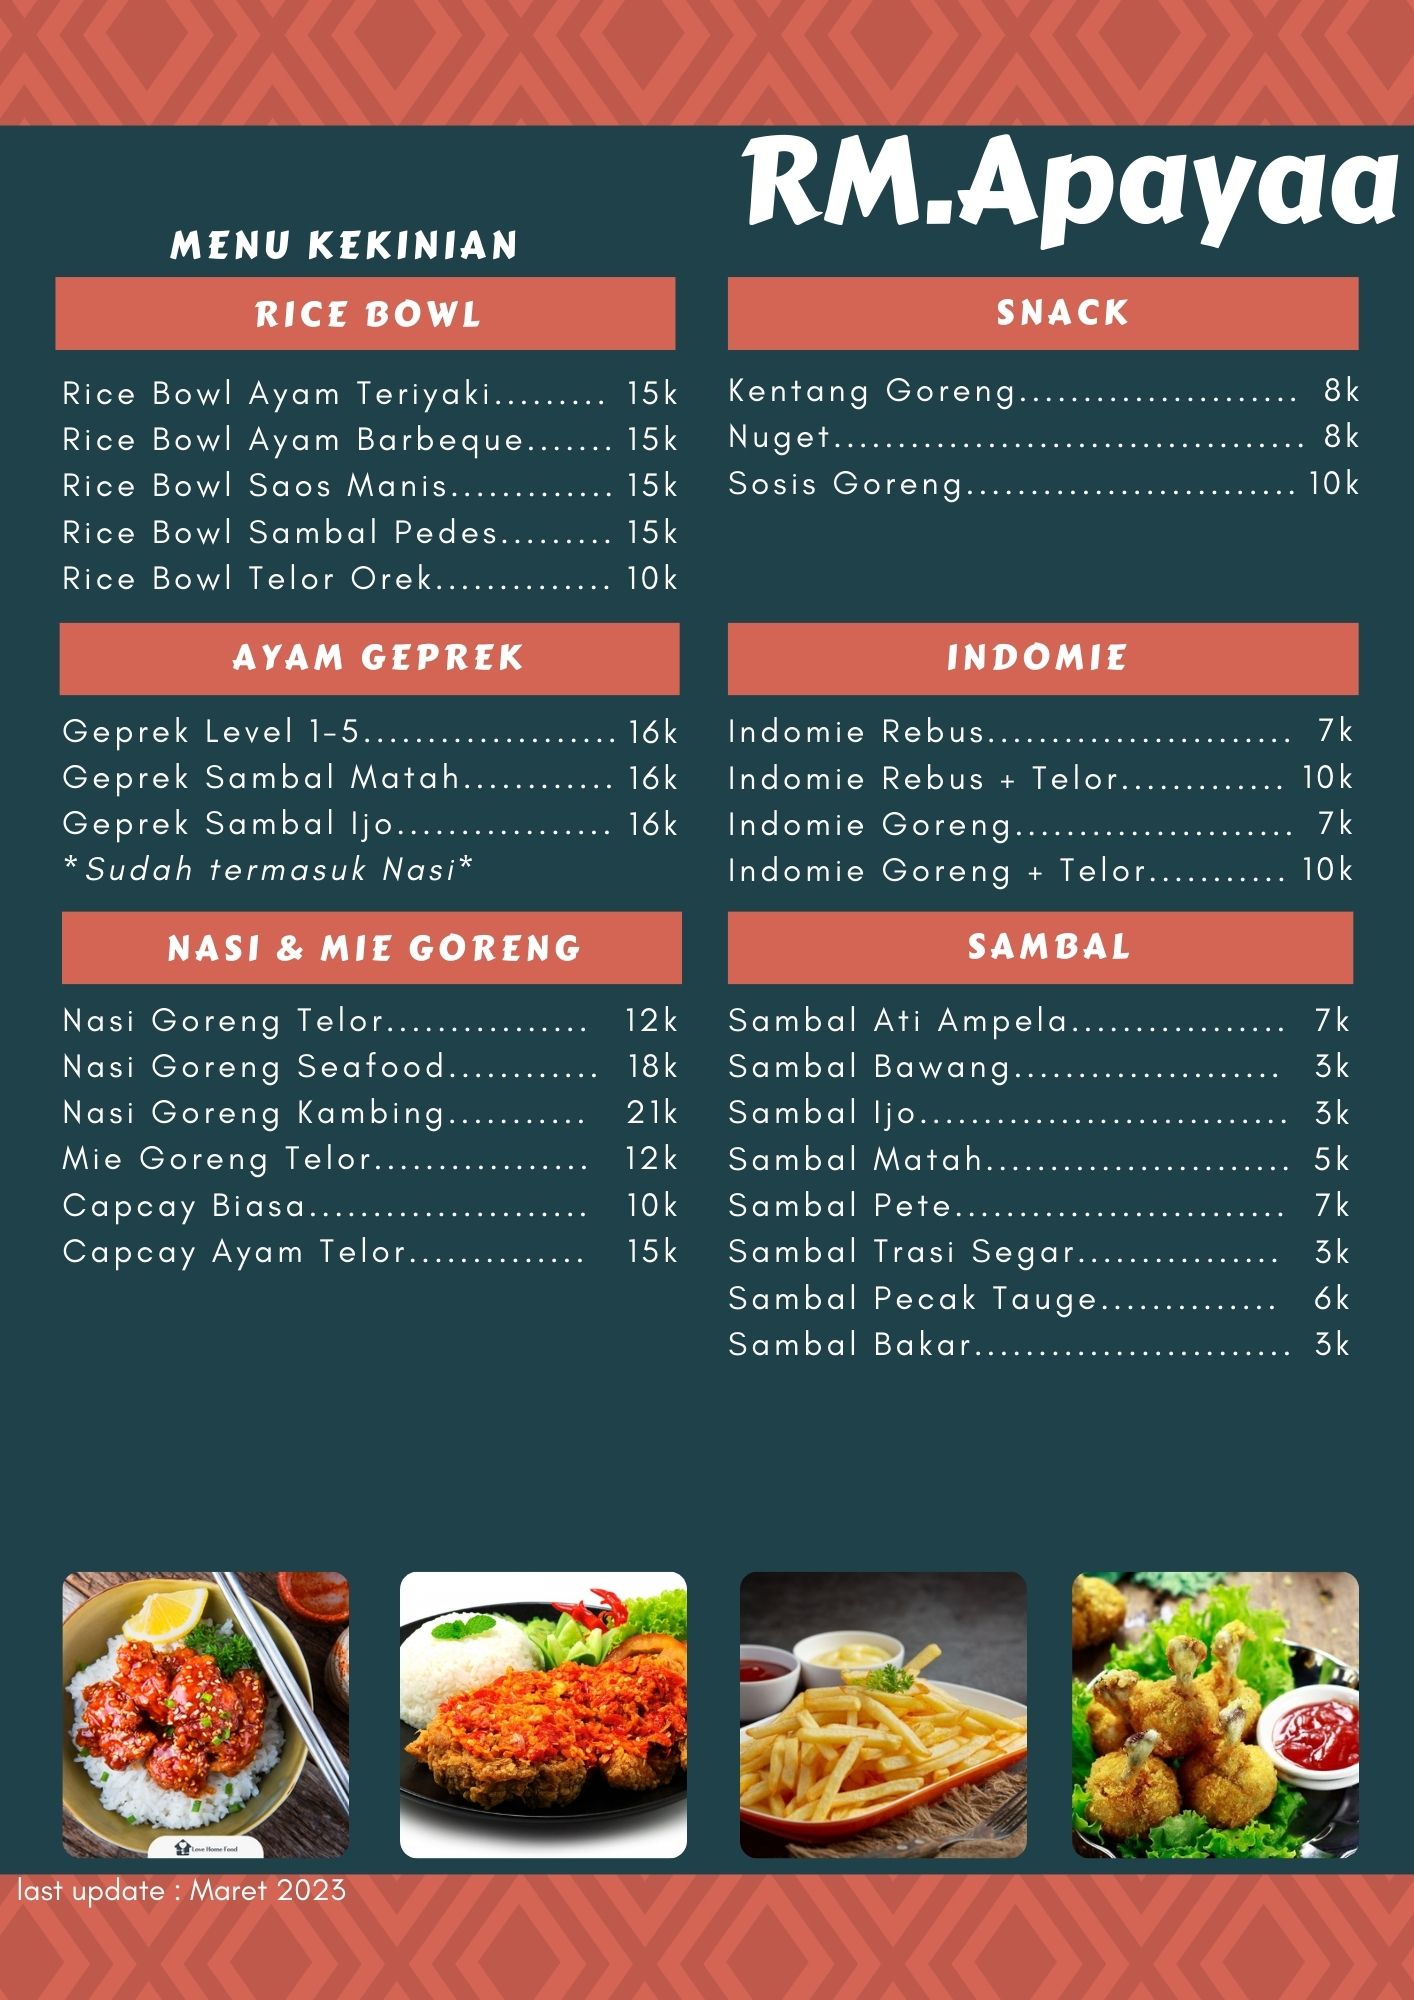 RM.Apayaa
MENU KEKINIAN
RICE BOWL
Rice Bowl Ayam Teriyaki......... 15k
Rice Bowl Ayam Barbeque....... 15k
Rice Bowl Saos Manis............. 15k
Rice Bowl Sambal Pedes......... 15k
Rice Bowl Telor Orek.............. 10k
AYAM GEPREK
Geprek Level 1-5.................... 16k
Geprek Sambal Matah............ 16k
Geprek Sambal Ijo................. 16k
*Sudah termasuk Nasi*
NASI & MIE GORENG
Nasi Goreng Telor................ 12k
Nasi Goreng Seafood............ 18k
Nasi Goreng Kambing........... 21k
Mie Goreng Telor................. 12k
Capcay Biasa...................... 10k
Capcay Ayam Telor.............. 15k
SNACK
Kentang Goreng...................... 8k
Nuget..................................... 8k
Sosis Goreng.......................... 10k
INDOMIE
Indomie Rebus........................ 7k
Indomie Rebus + Telor............. 10k
Indomie Goreng...................... 7k
Indomie Goreng + Telor........... 10k
SAMBAL
Sambal Ati Ampela................. 7k
Sambal Bawang..................... 3k
Sambal Ijo............................. 3k
Sambal Matah........................ 5k
Sambal Pete.......................... 7k
Sambal Trasi Segar................ 3k
Sambal Pecak Tauge.............. 6k
Sambal Bakar......................... 3k
Love Home Food
last update : Maret 2023